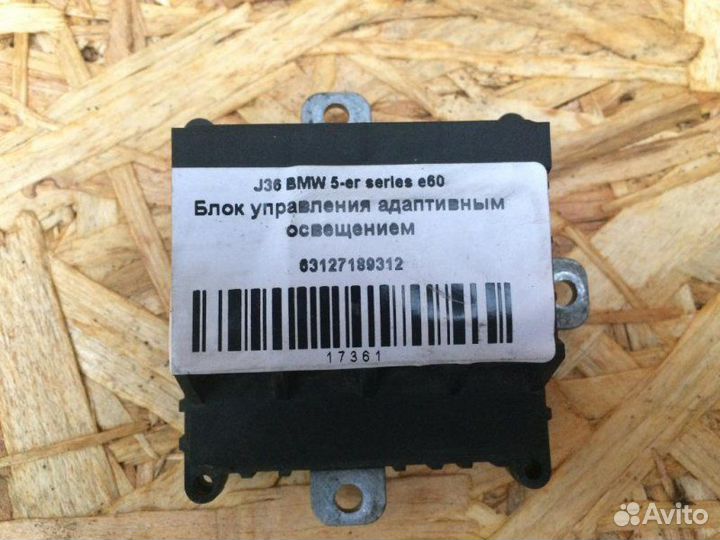 J36 BMW 5-er series e60
Блок управления адаптивным
освещением
63127189312
17361
Avito